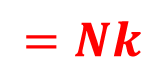 = Nk